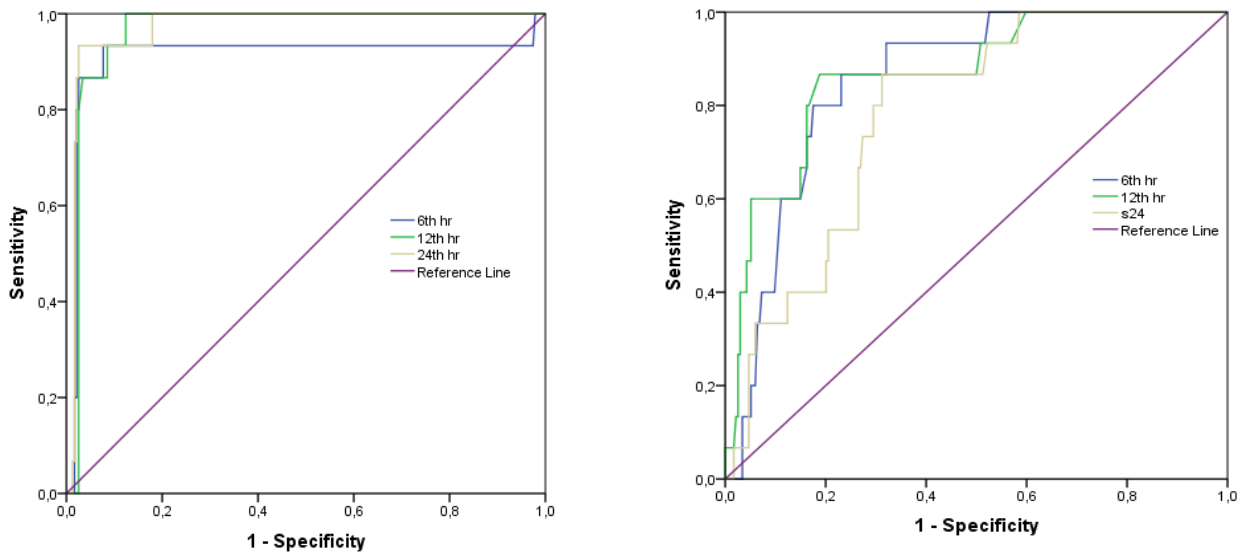 1,0
0,8
0,6
0,4
0,2
0,0
Sensitivity
6th hr
12th hr
24th hr
Reference Line
0,0 0,2 0,4 0,6 0,8 1,0
1 - Specificity
1,0
0,8
0,6
0,4
0,2
0,0
Sensitivity
6th hr
12th hr
s24
Reference Line
0,0 0,2 0,4 0,6 0,8 1,0
1 - Specificity